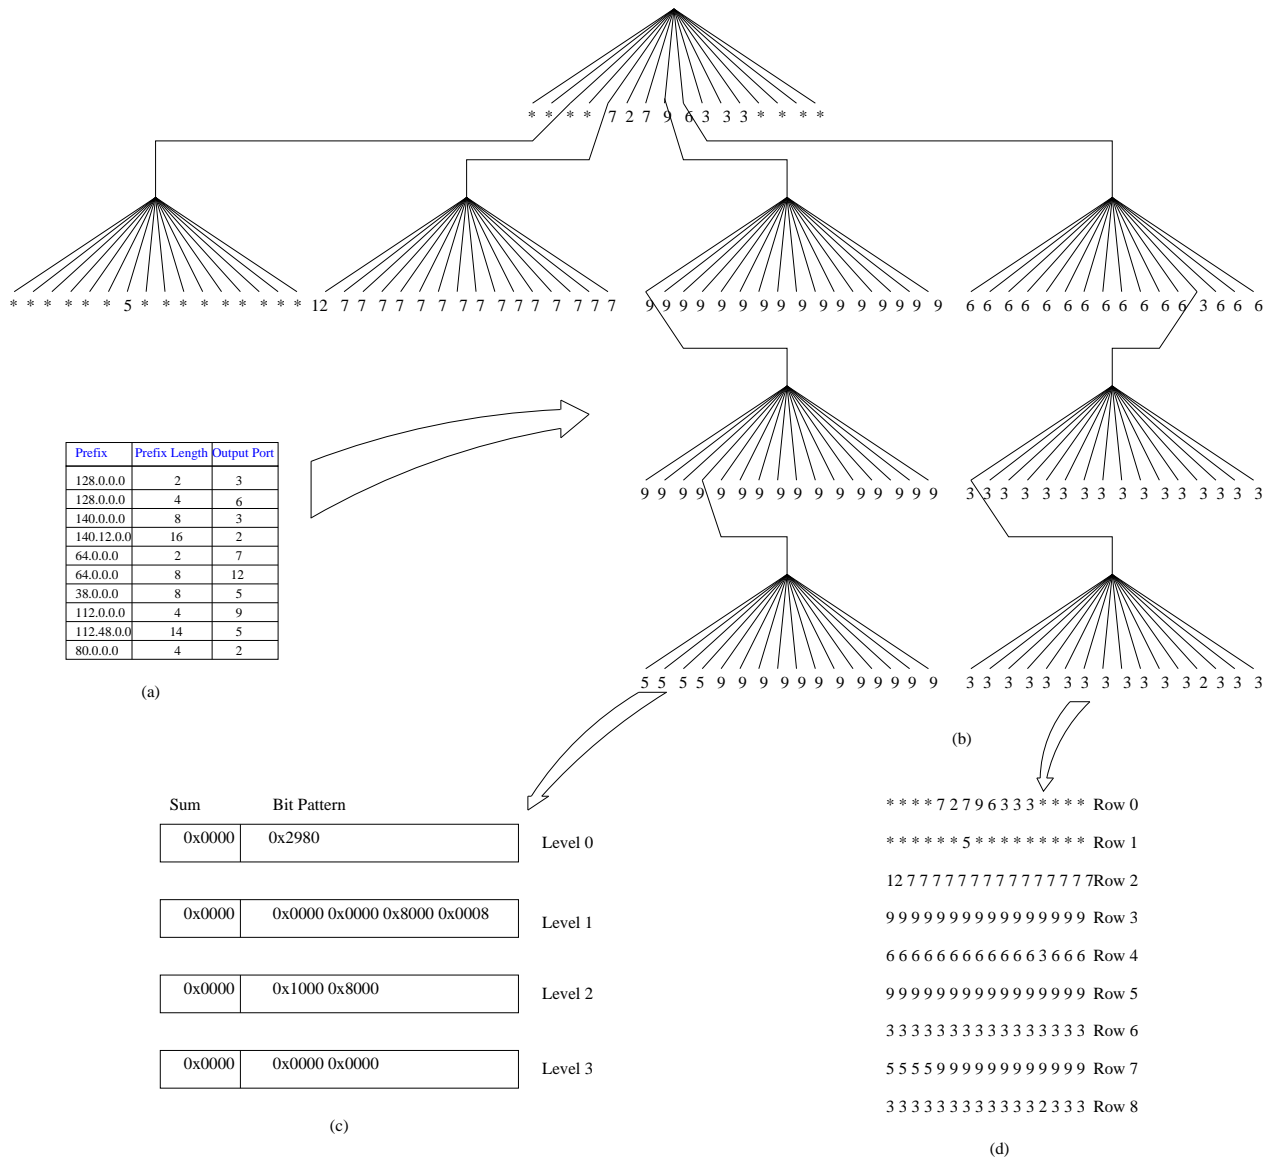 * * * * 7 2 7 9 6 3 3 3 * * * *
* * * * * * 5 * * * * * * * * *
12 7 7 7 7 7 7 7 7 7 7 7 7 7 7 7
9 9 9 9 9 9 9 9 9 9 9 9 9 9 9 9
6 6 6 6 6 6 6 6 6 6 6 6 3 6 6 6
9 9 9 9 9 9 9 9 9 9 9 9 9 9 9 9
3 3 3 3 3 3 3 3 3 3 3 3 3 3 3 3
Prefix Prefix Length Output Port
128.0.0.0 2 3
128.0.0.0 4 6
140.0.0.0 8 3
140.12.0.0 16 2
64.0.0.0 2 7
64.0.0.0 8 12
38.0.0.0 8 5
112.0.0.0 4 9
112.48.0.0 14 5
80.0.0.0 4 2
(a)
5 5 5 5 9 9 9 9 9 9 9 9 9 9 9 9
3 3 3 3 3 3 3 3 3 3 3 3 2 3 3 3
(b)
Sum Bit Pattern
0x0000 0x2980 Level 0
0x0000 0x0000 0x0000 0x8000 0x0008 Level 1
0x0000 0x1000 0x8000 Level 2
0x0000 0x0000 0x0000 Level 3
(c)
* * * * 7 2 7 9 6 3 3 3 * * * * Row 0
* * * * * * 5 * * * * * * * * * Row 1
12 7 7 7 7 7 7 7 7 7 7 7 7 7 7 7 Row 2
9 9 9 9 9 9 9 9 9 9 9 9 9 9 9 9 Row 3
6 6 6 6 6 6 6 6 6 6 6 6 3 6 6 6 Row 4
9 9 9 9 9 9 9 9 9 9 9 9 9 9 9 9 Row 5
3 3 3 3 3 3 3 3 3 3 3 3 3 3 3 3 Row 6
5 5 5 5 9 9 9 9 9 9 9 9 9 9 9 9 Row 7
3 3 3 3 3 3 3 3 3 3 3 3 2 3 3 3 Row 8
(d)